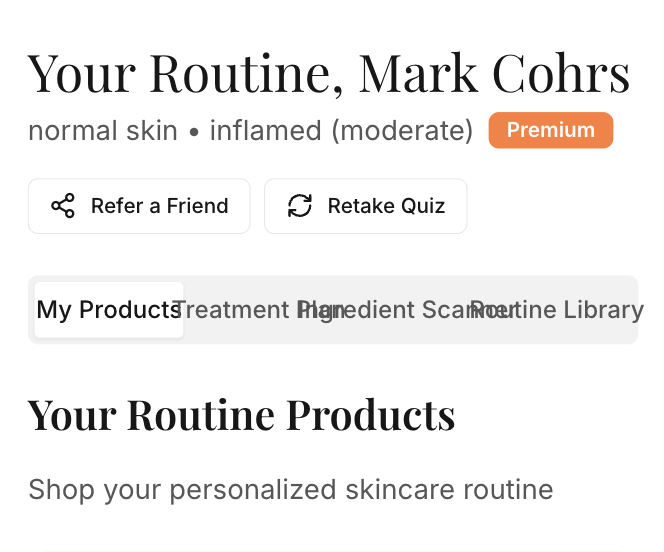 Your Routine, Mark Cohrs
normal skin • inflamed (moderate) Premium
Refer a Friend Retake Quiz
My Products Treatment Plan Ingredient Scanner Routine Library
Your Routine Products
Shop your personalized skincare routine